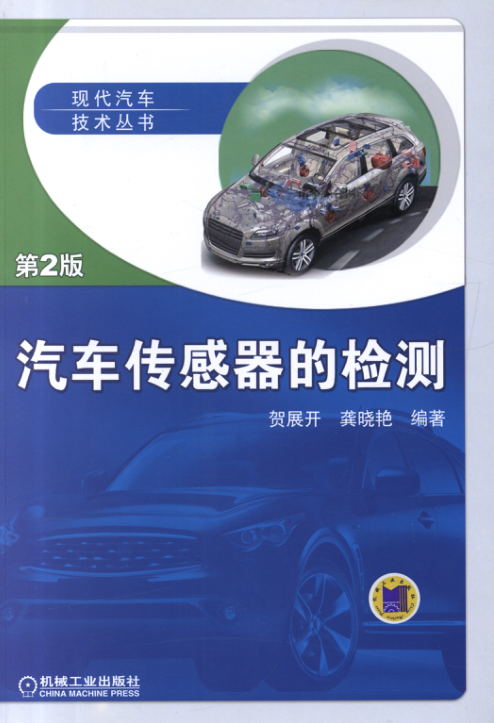 现代汽车
技术丛书
第2版
汽车传感器的检测
贺展开 龚晓艳 编著
机械工业出版社
CHINA MACHINE PRESS